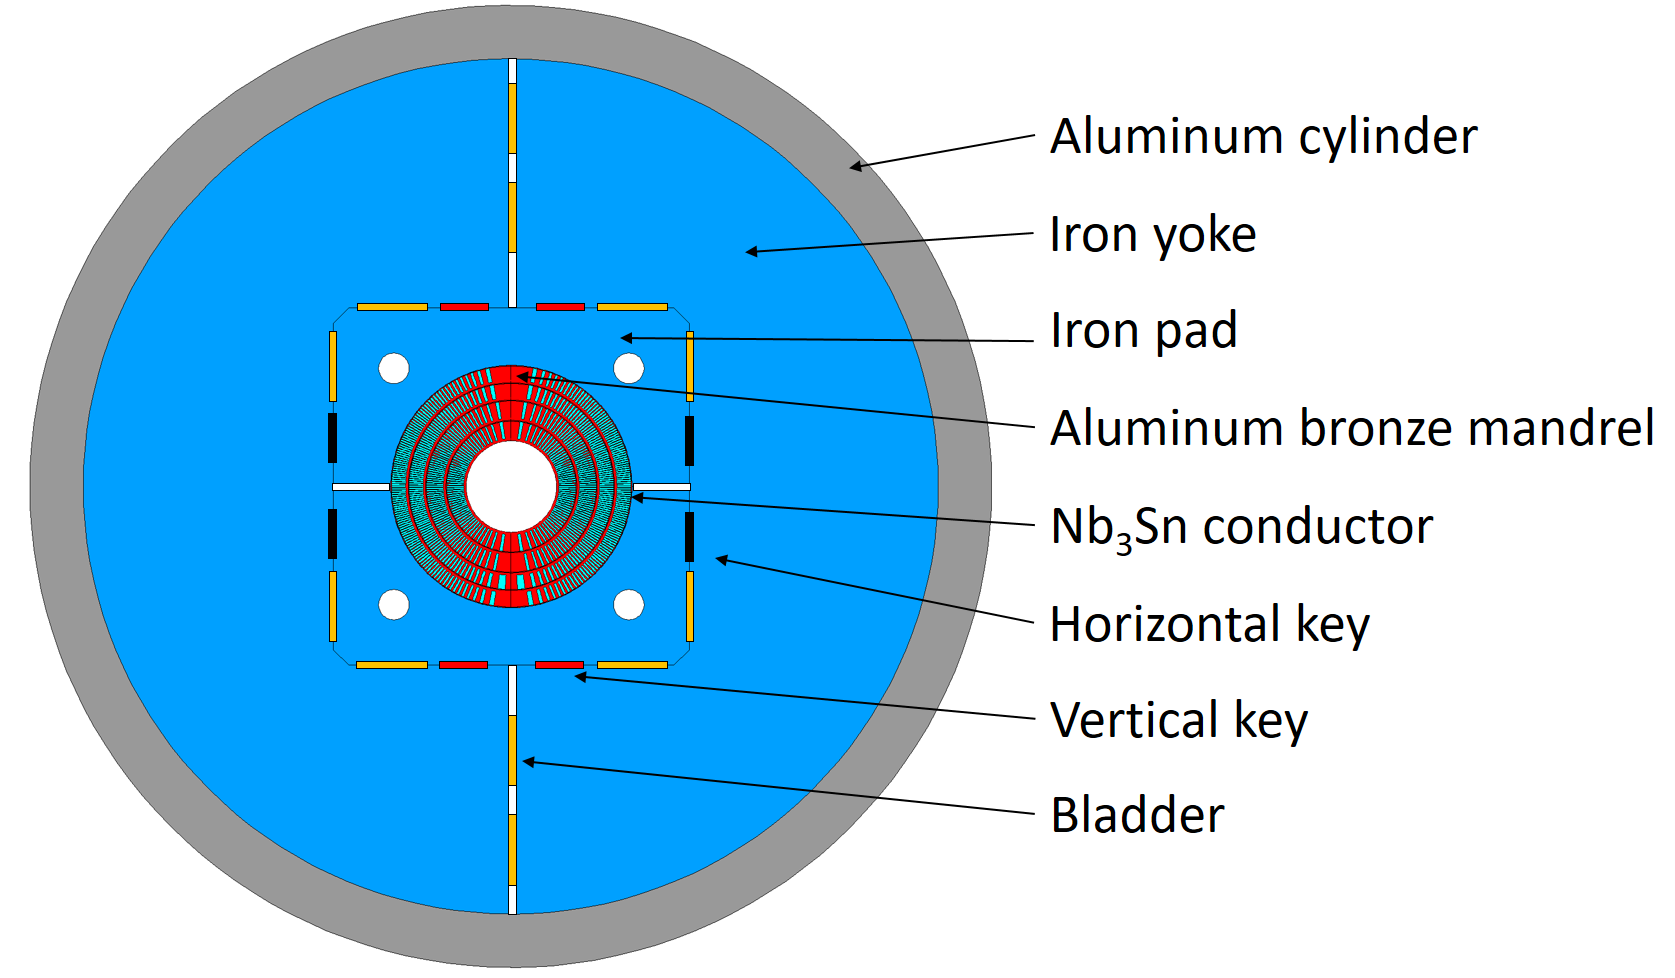 Aluminum cylinder
Iron yoke
Iron pad
Aluminum bronze mandrel
Nb₃Sn conductor
Horizontal key
Vertical key
Bladder